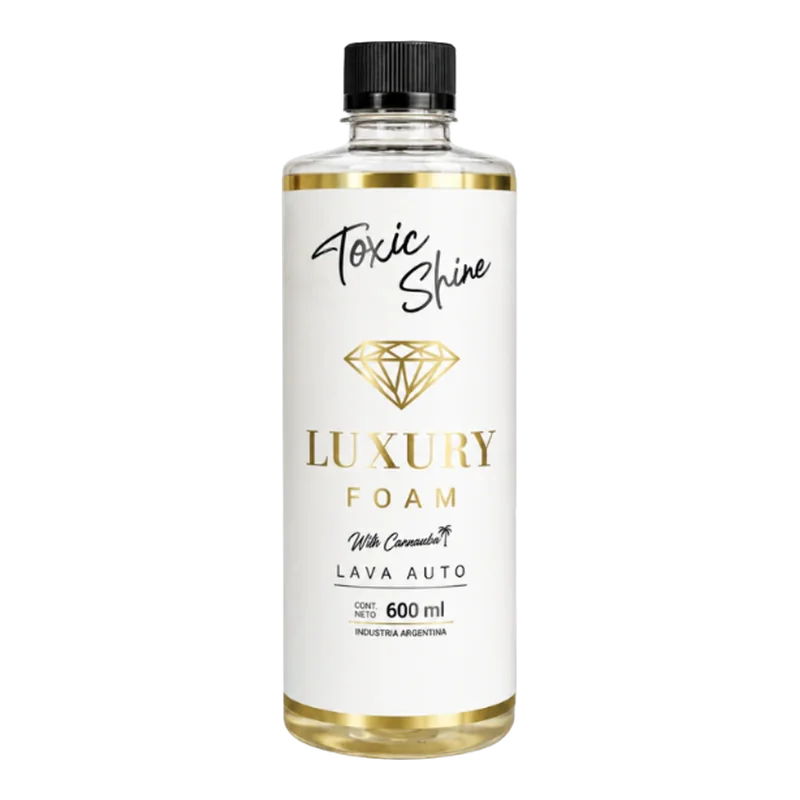 Toxic
Shine
LUXURY
FOAM
With Carnauba
LAVA AUTO
CONT.
NETO 600 ml
INDUSTRIA ARGENTINA